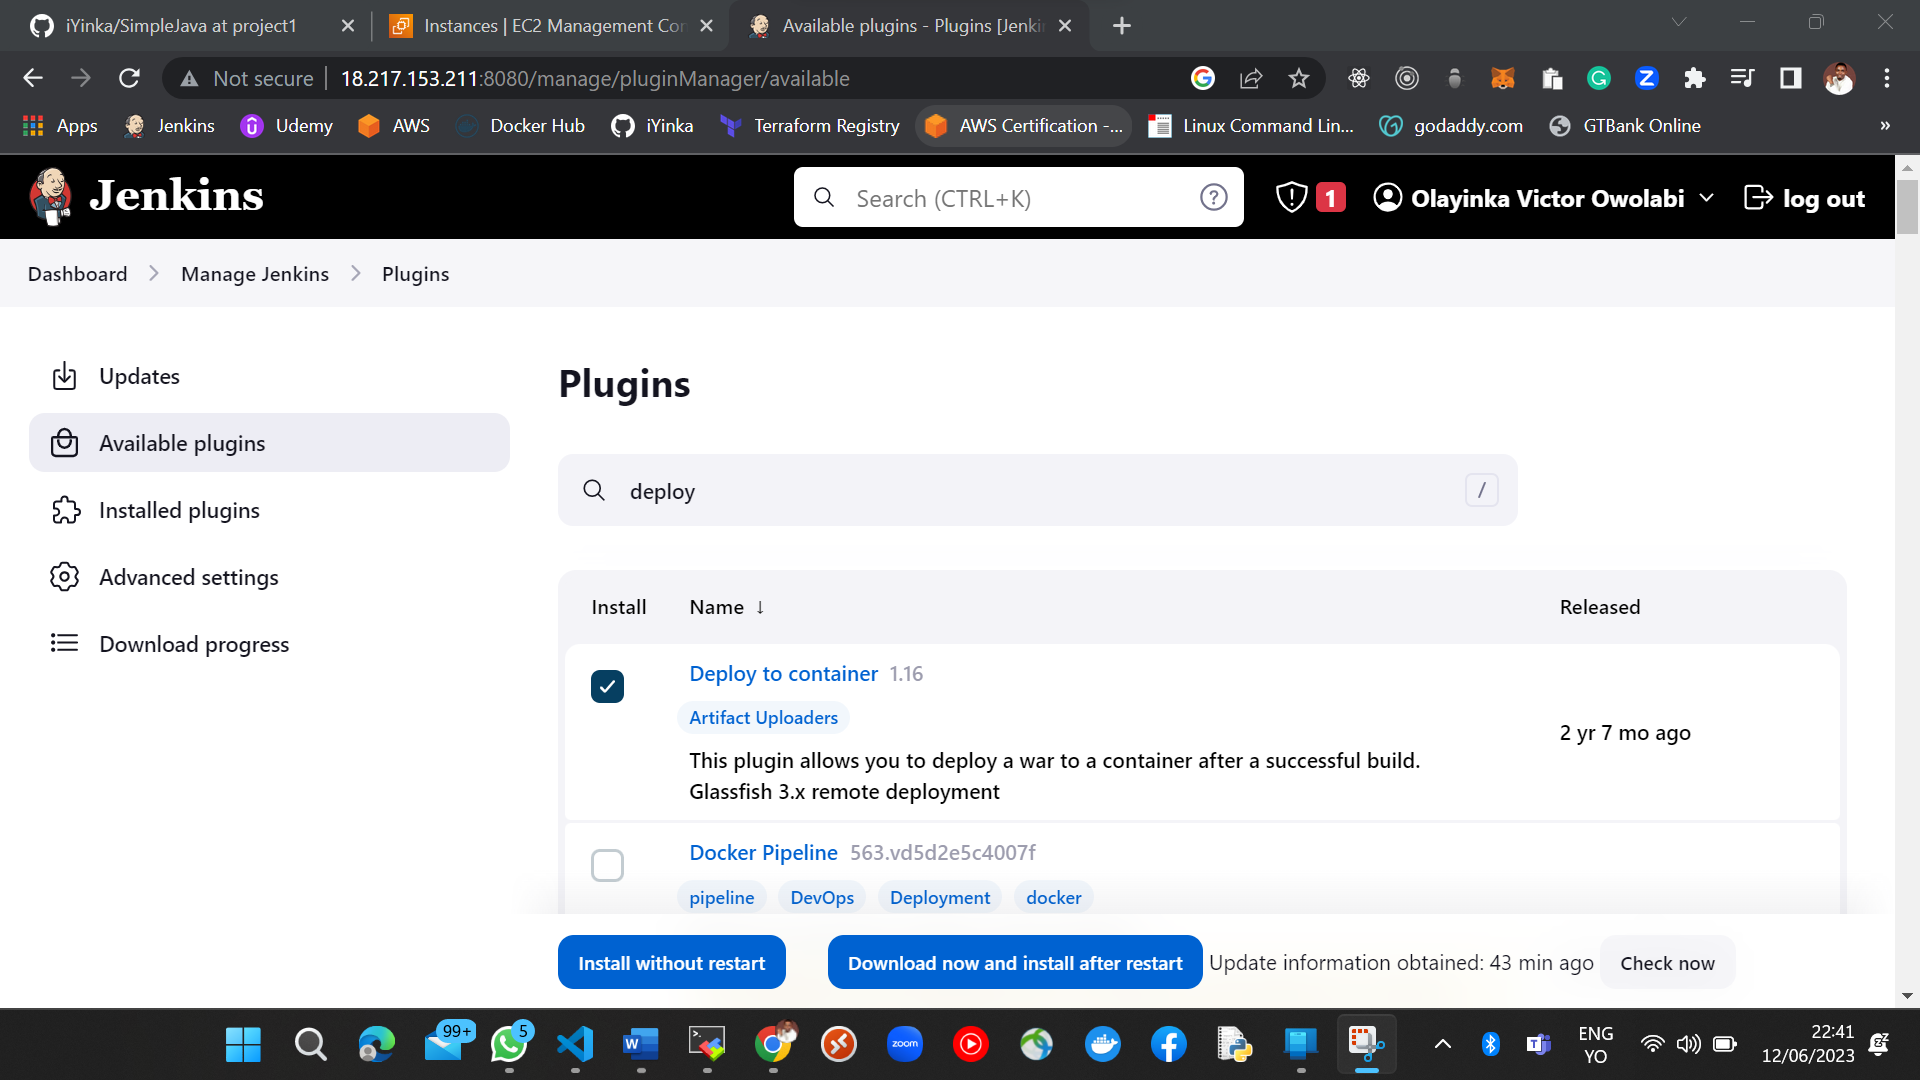 iYinka/SimpleJava at project1
Instances | EC2 Management Con
Available plugins - Plugins [Jenki
Not secure
18.217.153.211:8080/manage/pluginManager/available
Apps
Jenkins
Udemy
AWS
Docker Hub
iYinka
Terraform Registry
AWS Certification -...
Linux Command Lin...
godaddy.com
GTBank Online
»
Jenkins
Search (CTRL+K)
1
Olayinka Victor Owolabi
log out
Dashboard
Manage Jenkins
Plugins
Updates
Available plugins
Installed plugins
Advanced settings
Download progress
Plugins
deploy
/
Install
Name ↓
Released
Deploy to container 1.16
Artifact Uploaders
This plugin allows you to deploy a war to a container after a successful build.
Glassfish 3.x remote deployment
2 yr 7 mo ago
Docker Pipeline 563.vd5d2e5c4007f
pipeline
DevOps
Deployment
docker
Install without restart
Download now and install after restart
Update information obtained: 43 min ago
Check now
99+
5
zoom
ENG
YO
22:41
12/06/2023